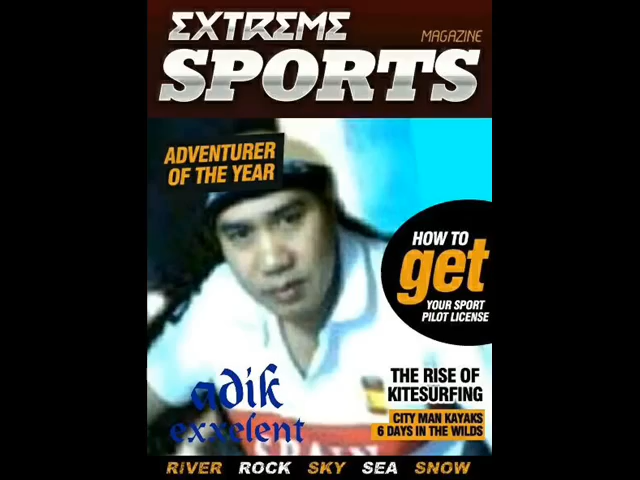 EXTREME
MAGAZINE
SPORTS
ADVENTURER
OF THE YEAR
HOW TO
get
YOUR SPORT
PILOT LICENSE
THE RISE OF
KITESURFING
CITY MAN KAYAKS
6 DAYS IN THE WILDS
adik
exxelent
RIVER ROCK SKY SEA SNOW